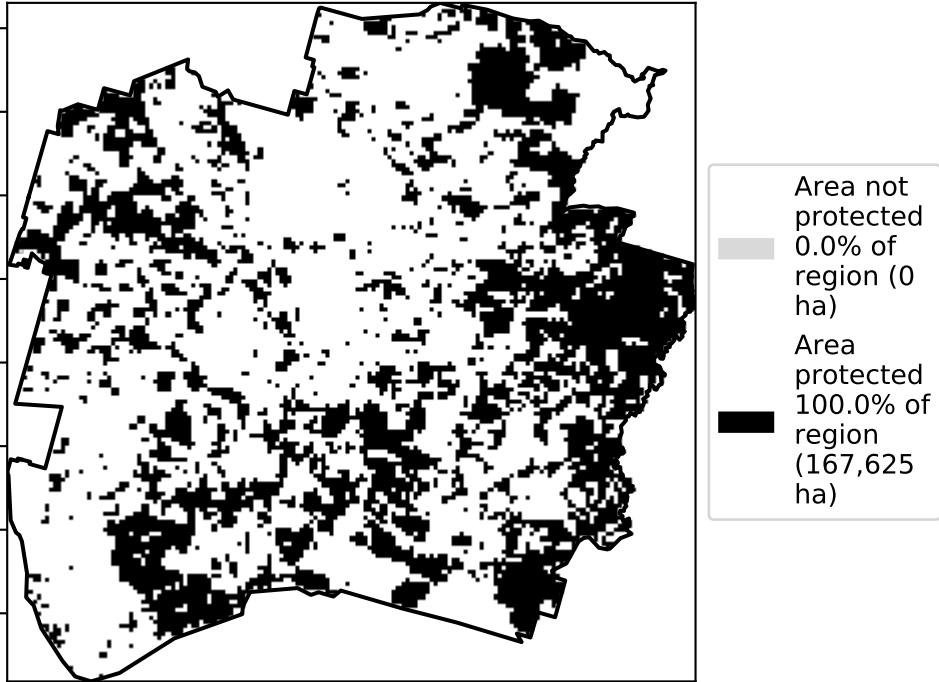 Area not
protected
0.0% of
region (0
ha)
Area
protected
100.0% of
region
(167,625
ha)